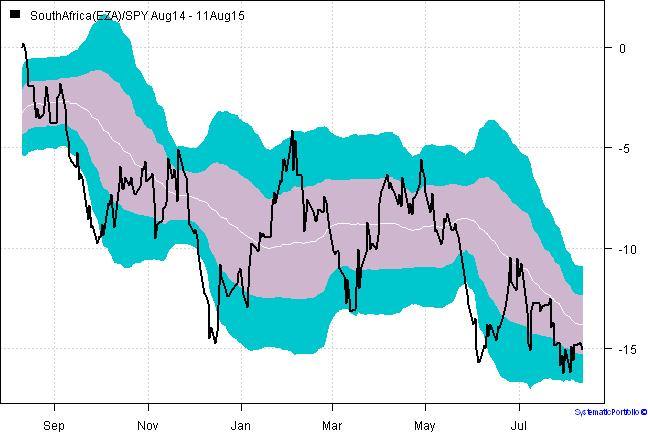 SouthAfrica(EZA)/SPY Aug14 - 11Aug15
0
-5
-10
-15
Sep Nov Jan Mar May Jul
SystematicPortfolio ©